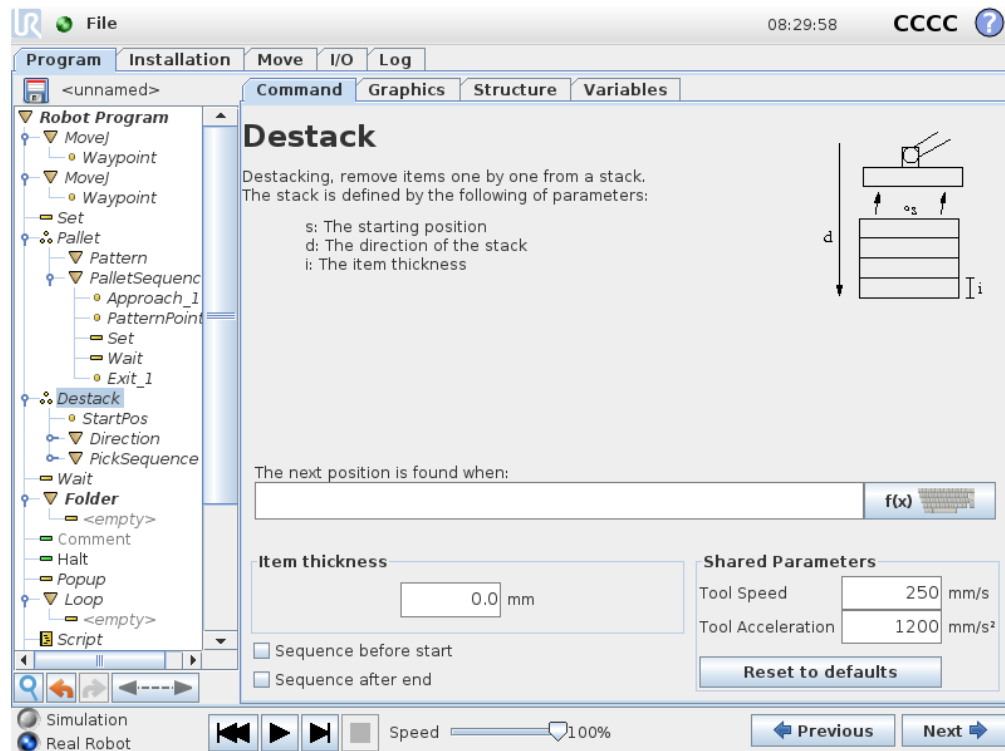 UR File 08:29:58 CCCC ?
Program Installation Move I/O Log
<unnamed>
Command Graphics Structure Variables
Robot Program
MoveJ
Waypoint
MoveJ
Waypoint
Set
Pallet
Pattern
PalletSequenc
Approach_1
PatternPoint
Set
Wait
Exit_1
Destack
StartPos
Direction
PickSequence
Wait
Folder
<empty>
Comment
Halt
Popup
Loop
<empty>
Script
Destack
Destacking, remove items one by one from a stack.
The stack is defined by the following of parameters:
s: The starting position
d: The direction of the stack
i: The item thickness
s
d
i
The next position is found when:
f(x)
Item thickness
0.0 mm
Sequence before start
Sequence after end
Shared Parameters
Tool Speed 250 mm/s
Tool Acceleration 1200 mm/s²
Reset to defaults
Simulation
Real Robot
Speed 100%
Previous Next